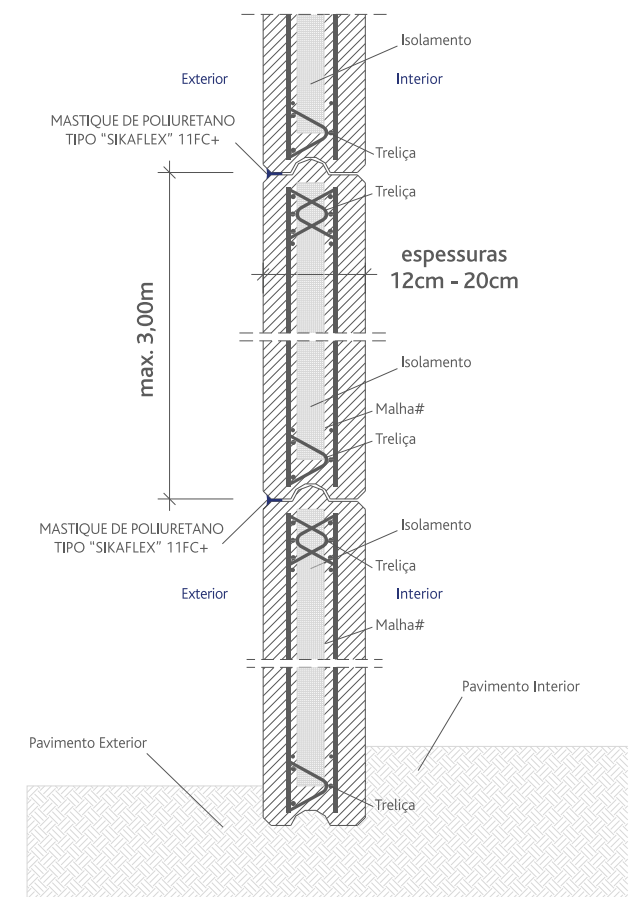 Isolamento
Exterior
Interior
MASTIQUE DE POLIURETANO
TIPO "SIKAFLEX" 11FC+
Treliça
Treliça
espessuras
12cm - 20cm
max. 3,00m
Isolamento
Malha#
Treliça
MASTIQUE DE POLIURETANO
TIPO "SIKAFLEX" 11FC+
Isolamento
Treliça
Exterior
Interior
Malha#
Pavimento Interior
Pavimento Exterior
Treliça